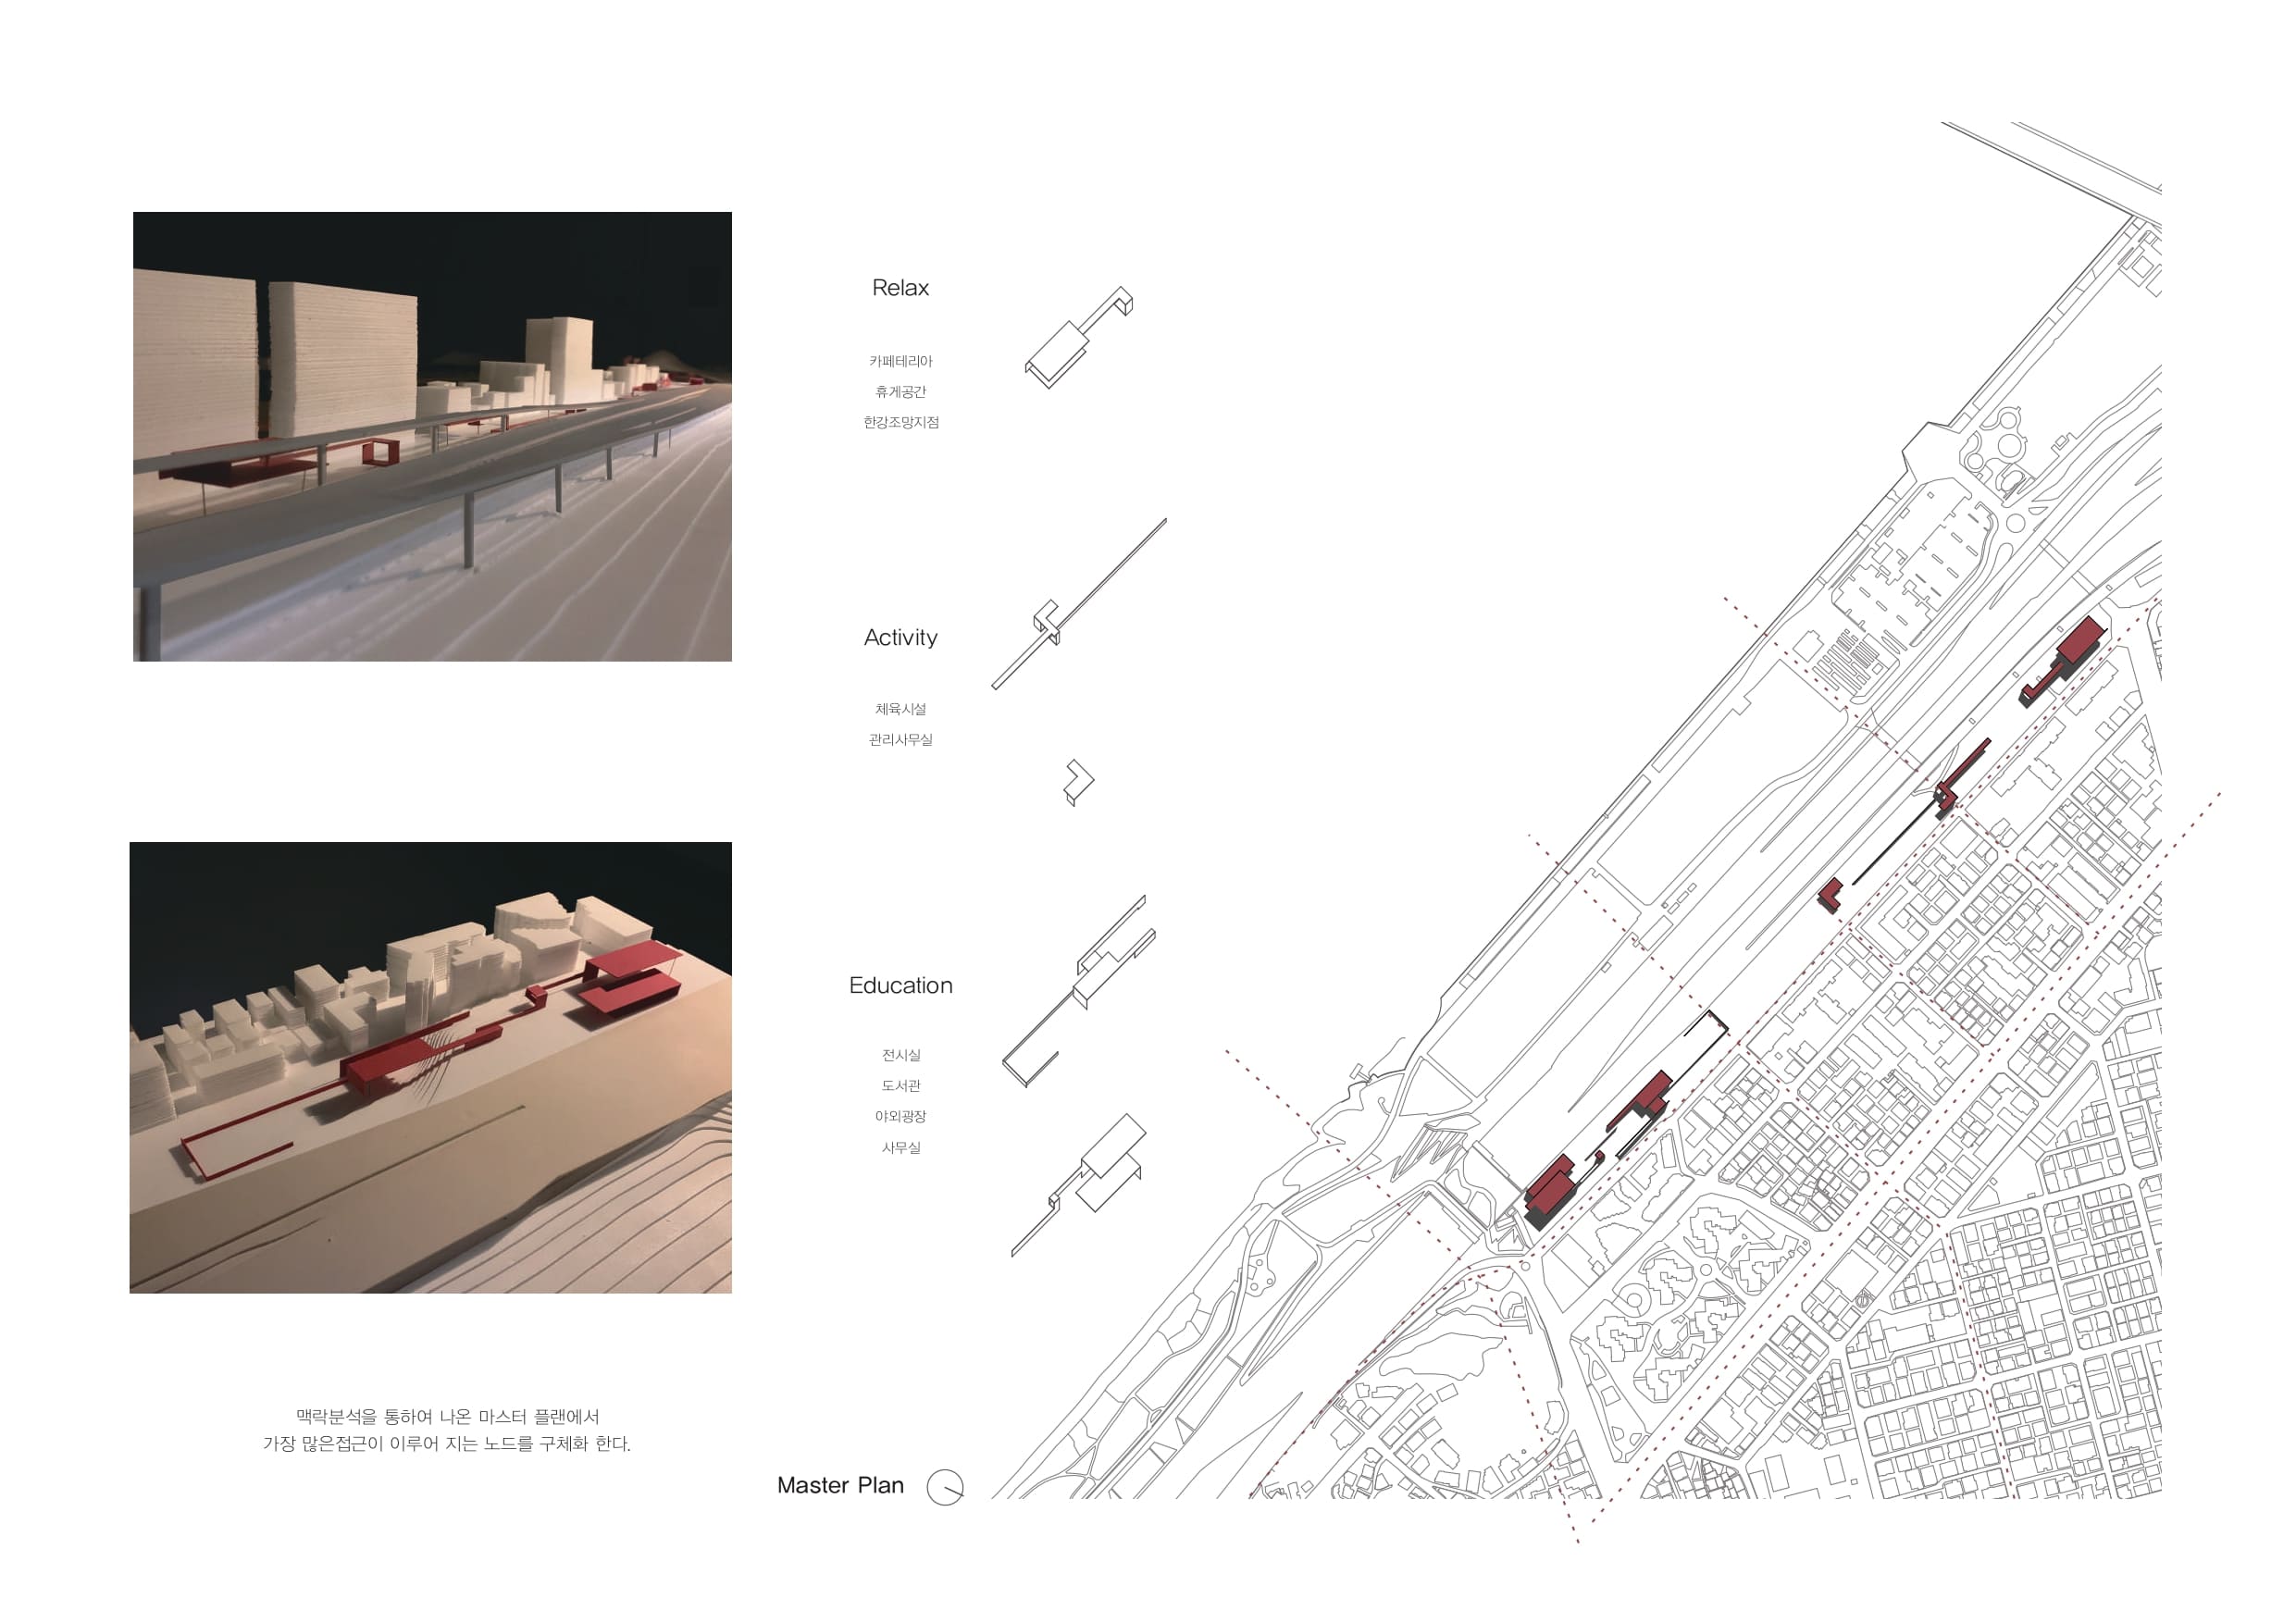 Relax
카페테리아
휴게공간
한강조망지점
Activity
체육시설
관리사무실
Education
전시실
도서관
야외광장
사무실
맥락분석을 통하여 나온 마스터 플랜에서
가장 많은접근이 이루어 지는 노드를 구체화 한다.
Master Plan